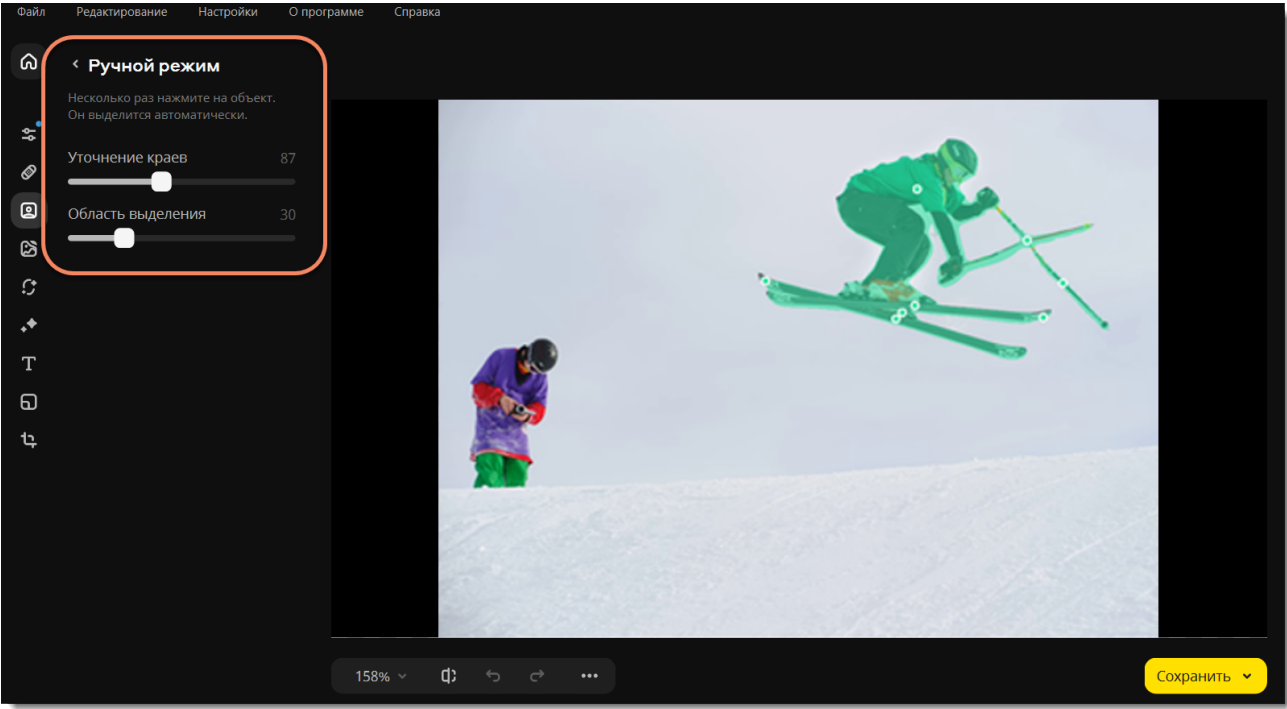 Файл Редактирование Настройки О программе Справка
Ручной режим
Несколько раз нажмите на объект.
Он выделится автоматически.
Уточнение краев 87
Область выделения 30
158%
Сохранить